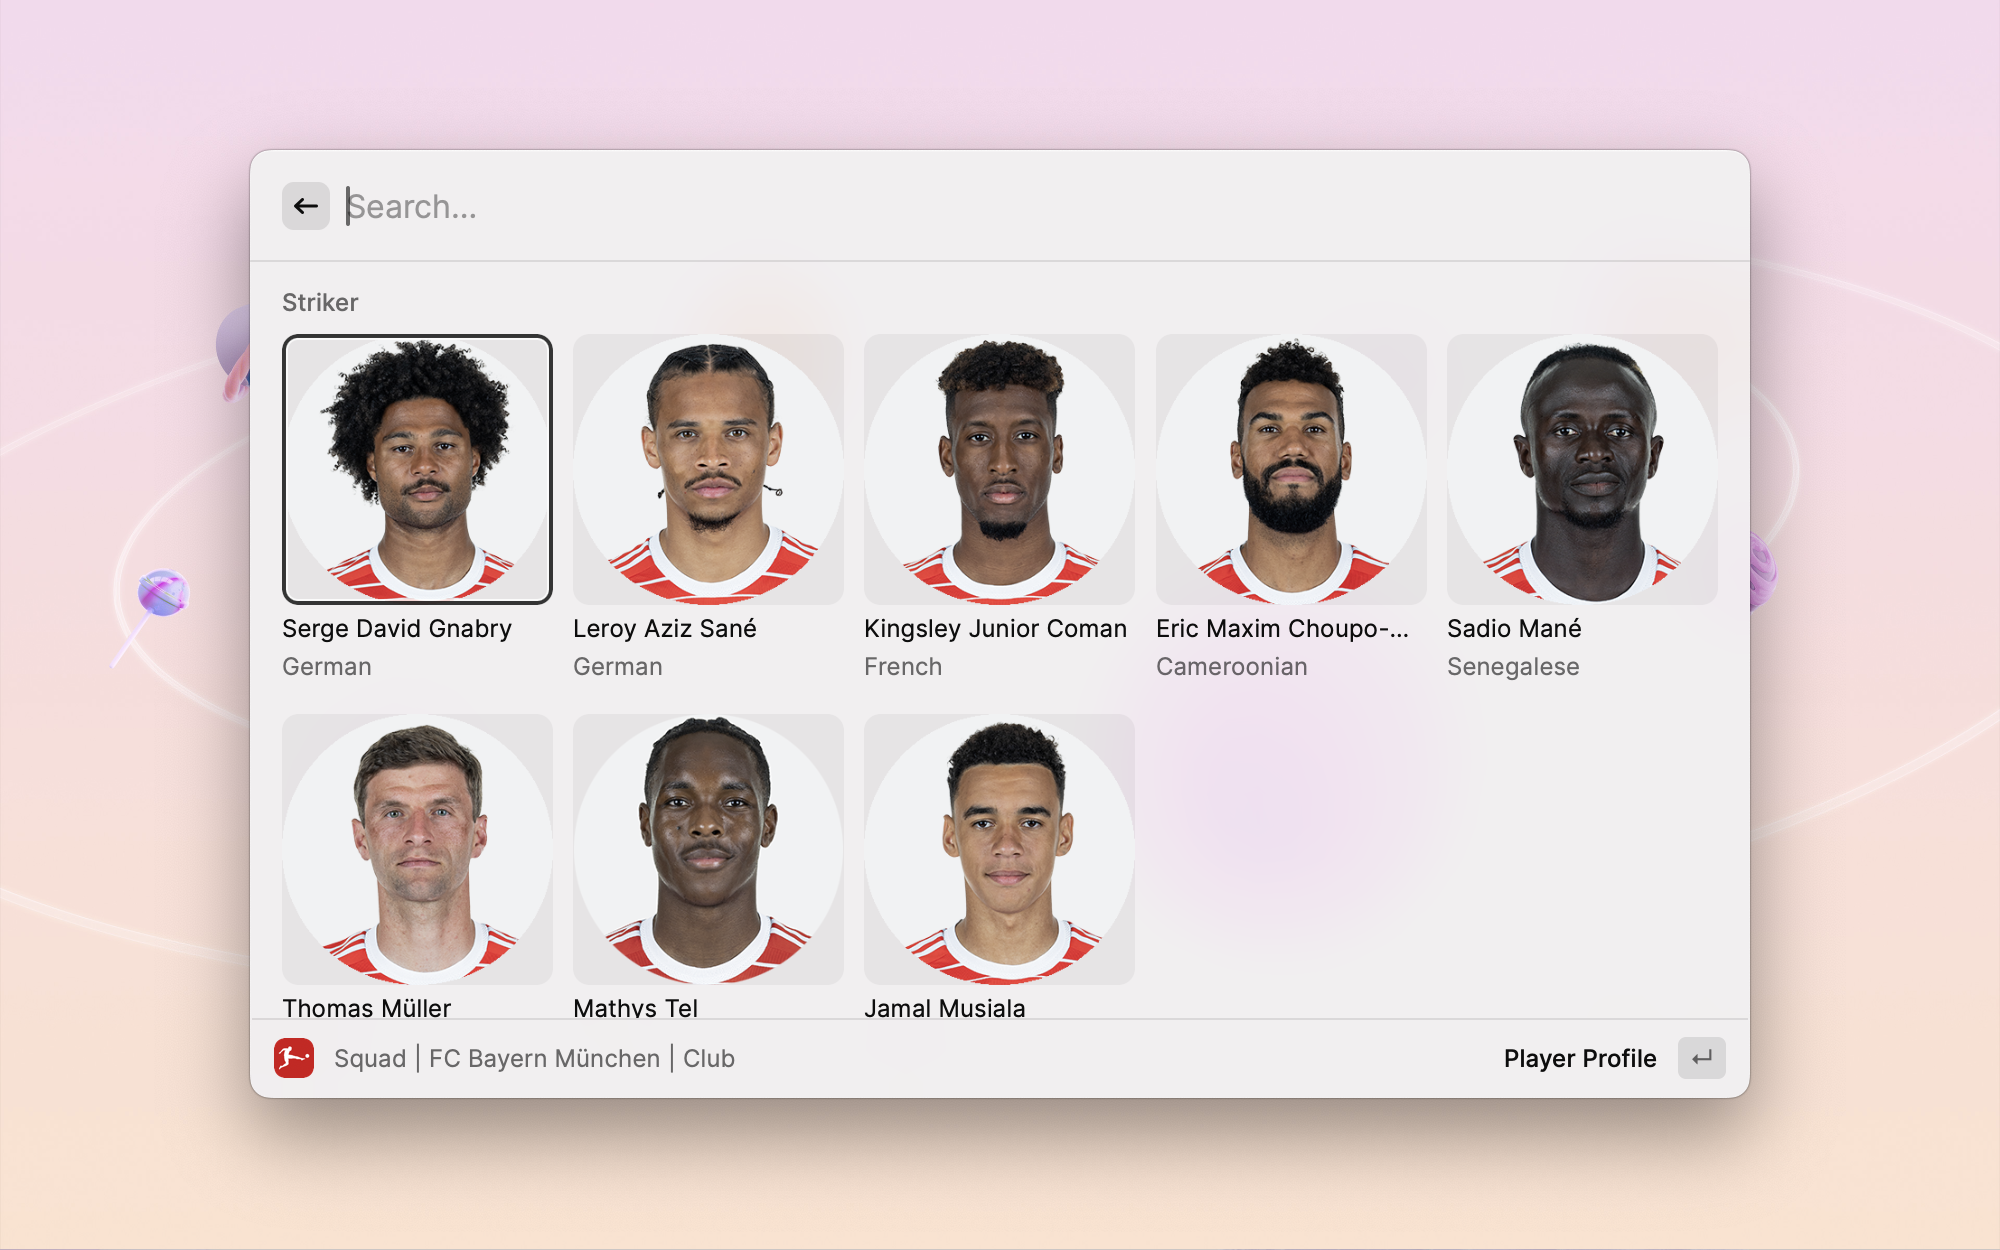 Search...
Striker
Serge David Gnabry
German
Leroy Aziz Sané
German
Kingsley Junior Coman
French
Eric Maxim Choupo-...
Cameroonian
Sadio Mané
Senegalese
Thomas Müller
Mathys Tel
Jamal Musiala
Squad | FC Bayern München | Club
Player Profile